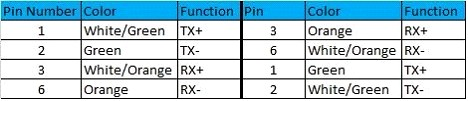 Pin Number Color Function Pin Color Function
1 White/Green TX+ 3 Orange RX+
2 Green TX- 6 White/Orange RX-
3 White/Orange RX+ 1 Green TX+
6 Orange RX- 2 White/Green TX-